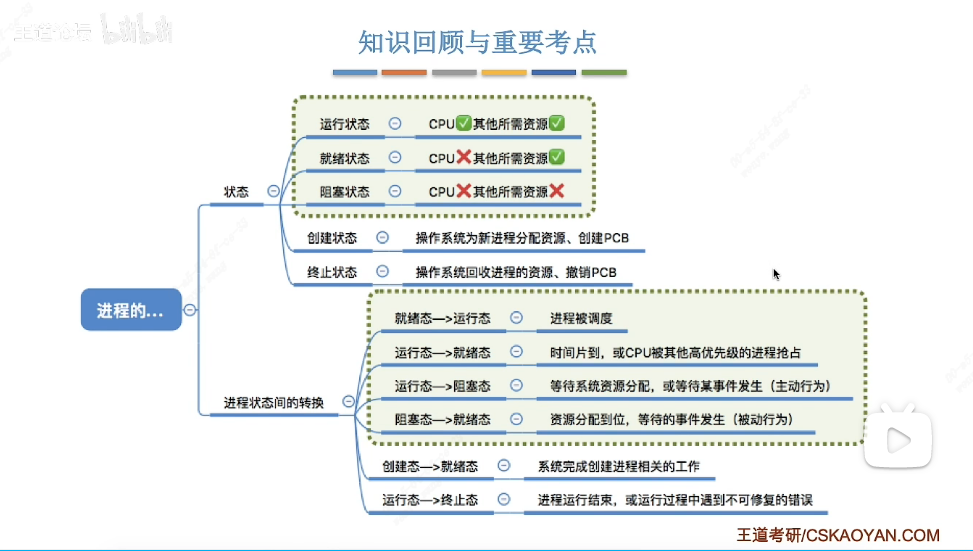 王道论坛 bilibili
知识回顾与重要考点
运行状态 CPU✅其他所需资源✅
就绪状态 CPU❌其他所需资源✅
状态
阻塞状态 CPU❌其他所需资源❌
创建状态 操作系统为新进程分配资源、创建PCB
终止状态 操作系统回收进程的资源、撤销PCB
进程的...
就绪态—>运行态 进程被调度
运行态—>就绪态 时间片到，或CPU被其他高优先级的进程抢占
运行态—>阻塞态 等待系统资源分配，或等待某事件发生（主动行为）
进程状态间的转换
阻塞态—>就绪态 资源分配到位，等待的事件发生（被动行为）
创建态—>就绪态 系统完成创建进程相关的工作
运行态—>终止态 进程运行结束，或运行过程中遇到不可修复的错误
王道考研/CSKAOYAN.COM